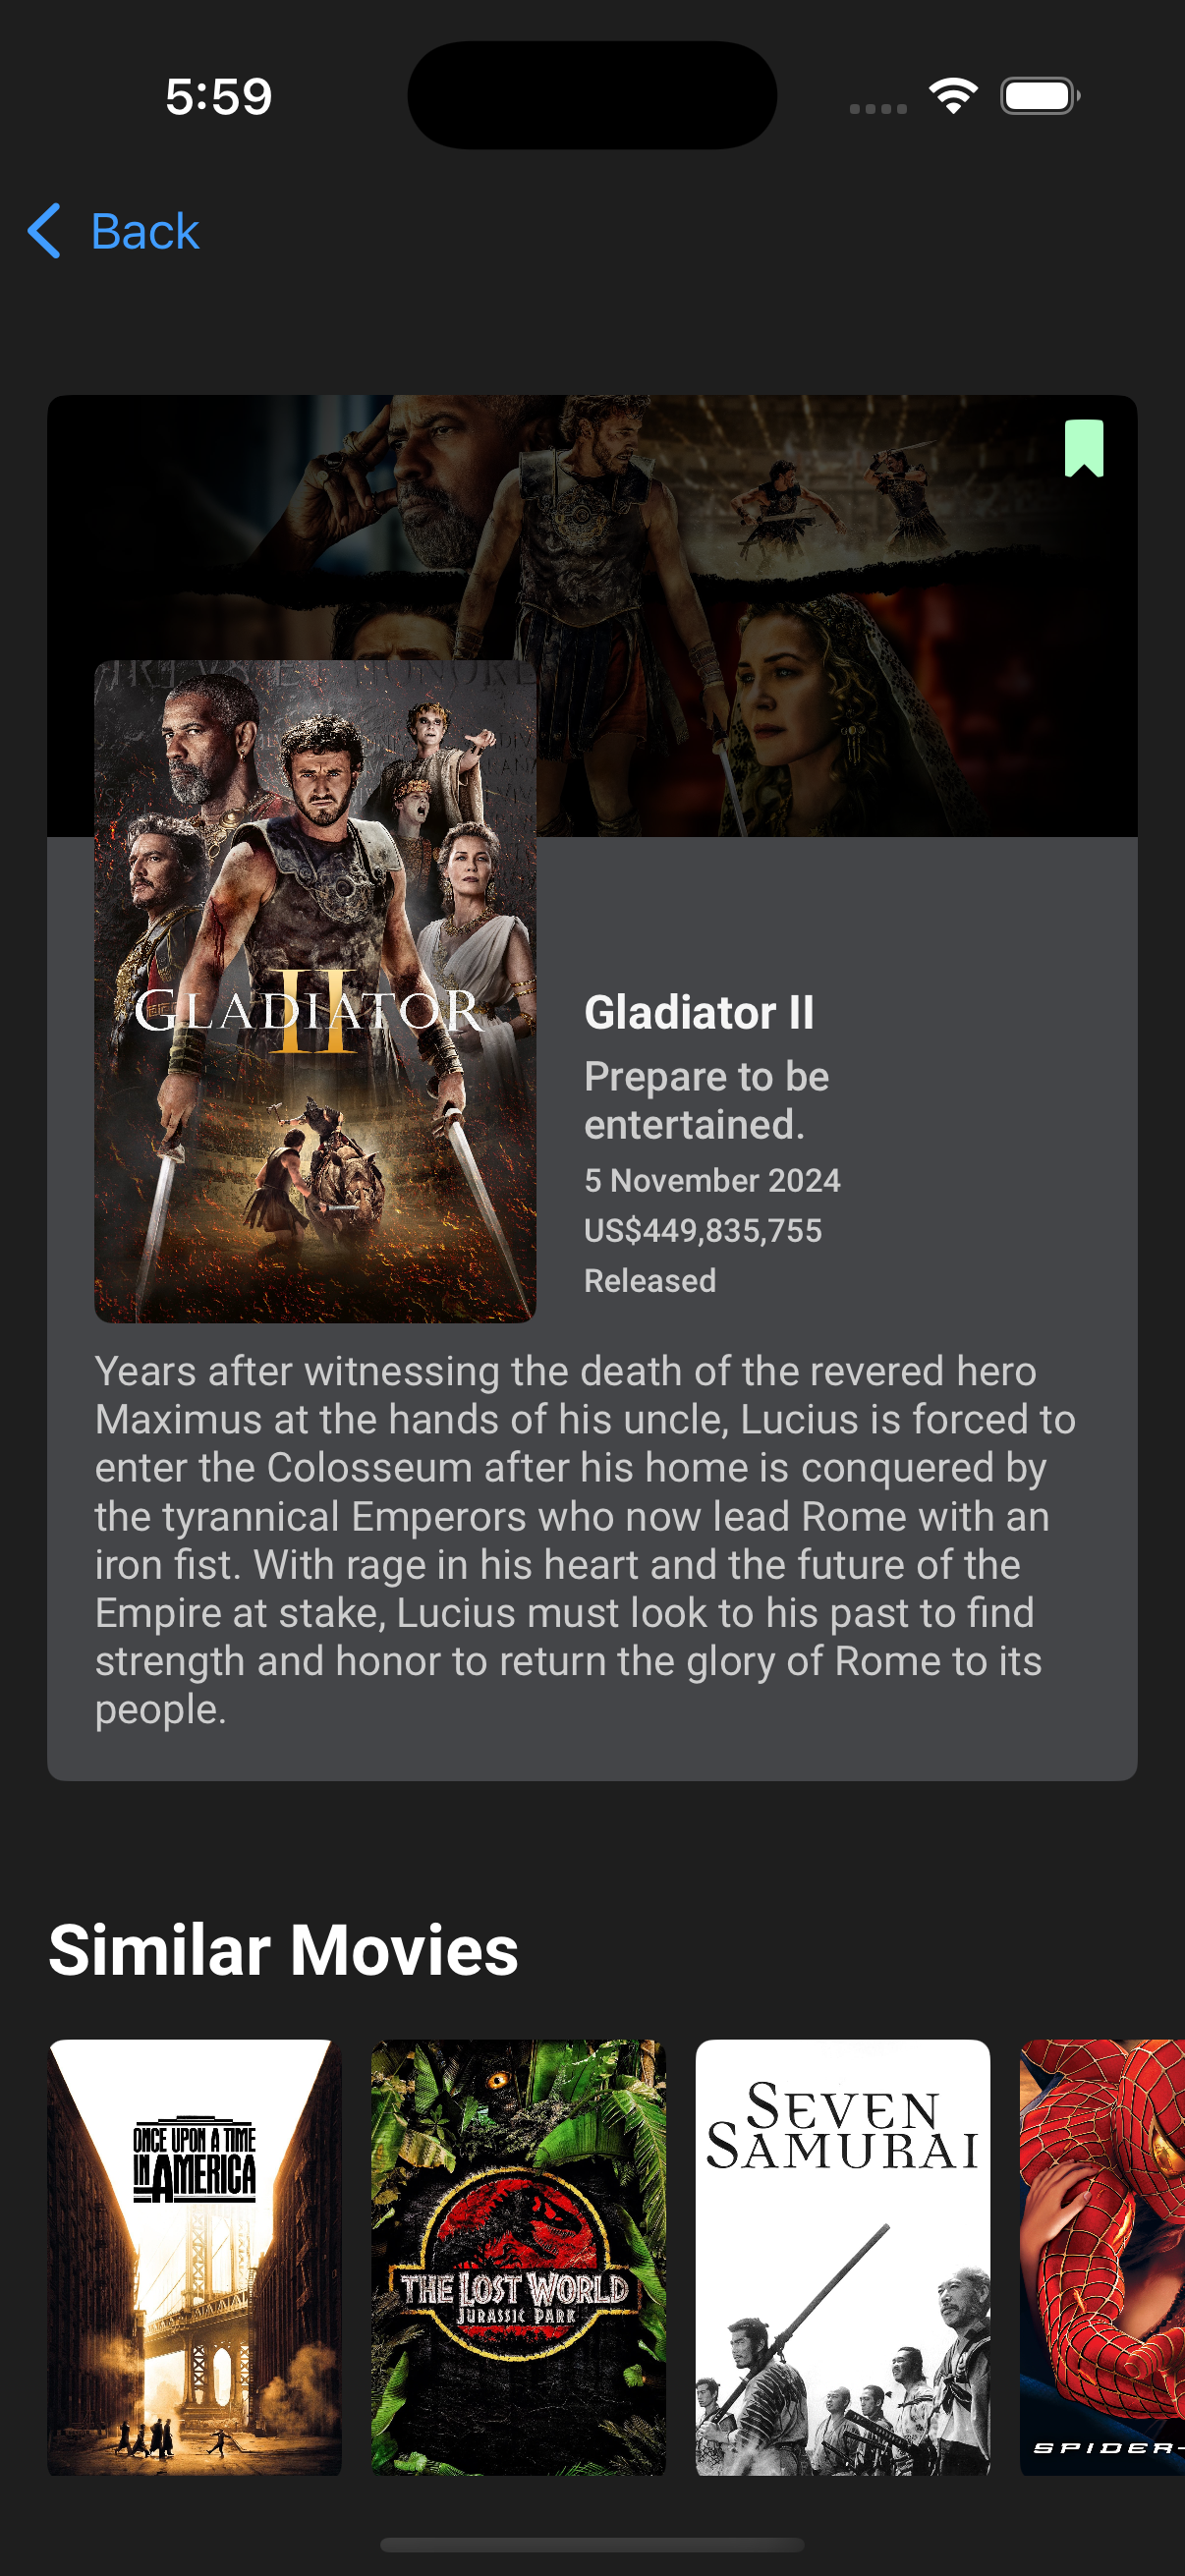 5:59
Back
GLADIATOR
II
Gladiator II
Prepare to be
entertained.
5 November 2024
US$449,835,755
Released
Years after witnessing the death of the revered hero
Maximus at the hands of his uncle, Lucius is forced to
enter the Colosseum after his home is conquered by
the tyrannical Emperors who now lead Rome with an
iron fist. With rage in his heart and the future of the
Empire at stake, Lucius must look to his past to find
strength and honor to return the glory of Rome to its
people.
Similar Movies
ONCE UPON A TIME
IN AMERICA
THE LOST WORLD
JURASSIC PARK
SEVEN
SAMURAI
SPIDER-